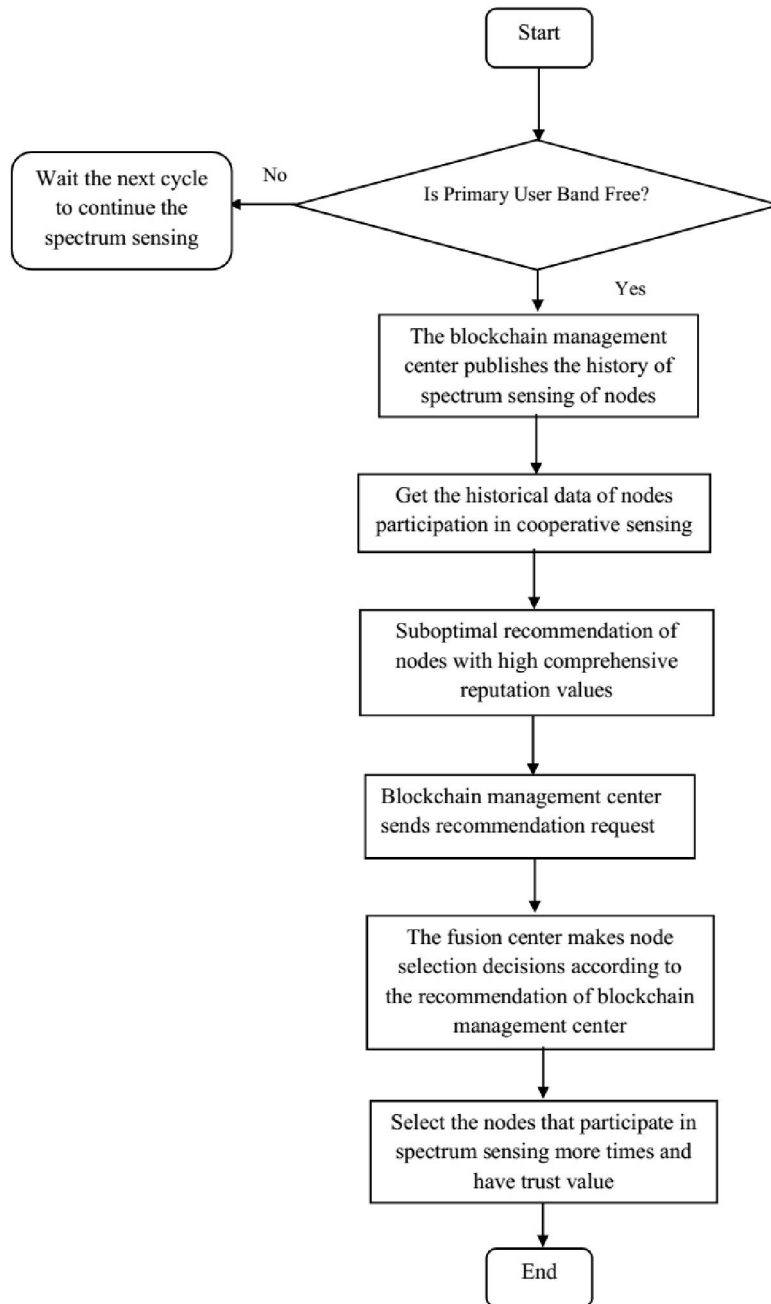 Start
Is Primary User Band Free?
No
Wait the next cycle
to continue the
spectrum sensing
Yes
The blockchain management
center publishes the history of
spectrum sensing of nodes
Get the historical data of nodes
participation in cooperative sensing
Suboptimal recommendation of
nodes with high comprehensive
reputation values
Blockchain management center
sends recommendation request
The fusion center makes node
selection decisions according to
the recommendation of blockchain
management center
Select the nodes that participate in
spectrum sensing more times and
have trust value
End